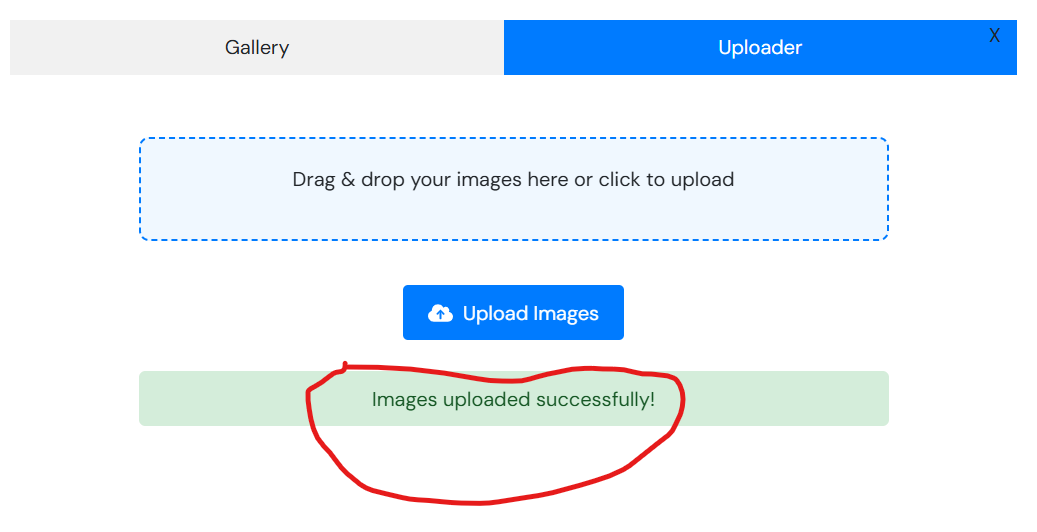 Gallery
Uploader
X
Drag & drop your images here or click to upload
Upload Images
Images uploaded successfully!